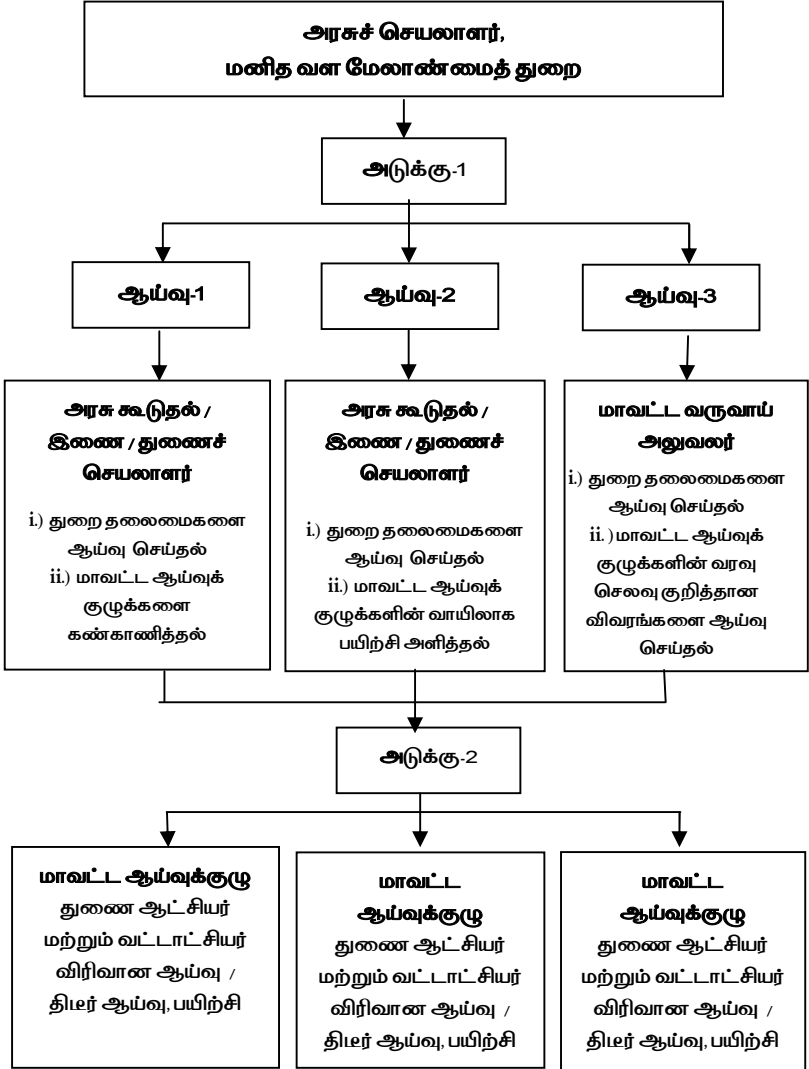 அரசுச் செயலாளர்,
மனித வள மேலாண்மைத் துறை
அடுக்கு-1
ஆய்வு-1
ஆய்வு-2
ஆய்வு-3
அரசு கூடுதல் /
இணை / துணைச்
செயலாளர்
i.) துறை தலைமைகளை
ஆய்வு செய்தல்
ii.) மாவட்ட ஆய்வுக்
குழுக்களை
கண்காணித்தல்
அரசு கூடுதல் /
இணை / துணைச்
செயலாளர்
i.) துறை தலைமைகளை
ஆய்வு செய்தல்
ii.) மாவட்ட ஆய்வுக்
குழுக்களின் வாயிலாக
பயிற்சி அளித்தல்
மாவட்ட வருவாய்
அலுவலர்
i.) துறை தலைமைகளை
ஆய்வு செய்தல்
ii. )மாவட்ட ஆய்வுக்
குழுக்களின் வரவு
செலவு குறித்தான
விவரங்களை ஆய்வு
செய்தல்
அடுக்கு-2
மாவட்ட ஆய்வுக்குழு
துணை ஆட்சியர்
மற்றும் வட்டாட்சியர்
விரிவான ஆய்வு /
திடீர் ஆய்வு, பயிற்சி
மாவட்ட
ஆய்வுக்குழு
துணை ஆட்சியர்
மற்றும் வட்டாட்சியர்
விரிவான ஆய்வு /
திடீர் ஆய்வு, பயிற்சி
மாவட்ட
ஆய்வுக்குழு
துணை ஆட்சியர்
மற்றும் வட்டாட்சியர்
விரிவான ஆய்வு /
திடீர் ஆய்வு, பயிற்சி